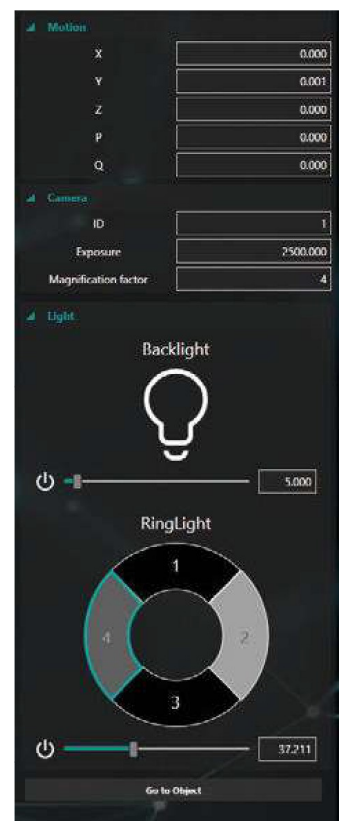 Motion
X 0.000
Y 0.001
Z 0.000
P 0.000
Q 0.000
Camera
ID 1
Exposure 2500.000
Magnification factor 4
Light
Backlight
5.000
RingLight
1
4 2
3
37.211
Go to Object